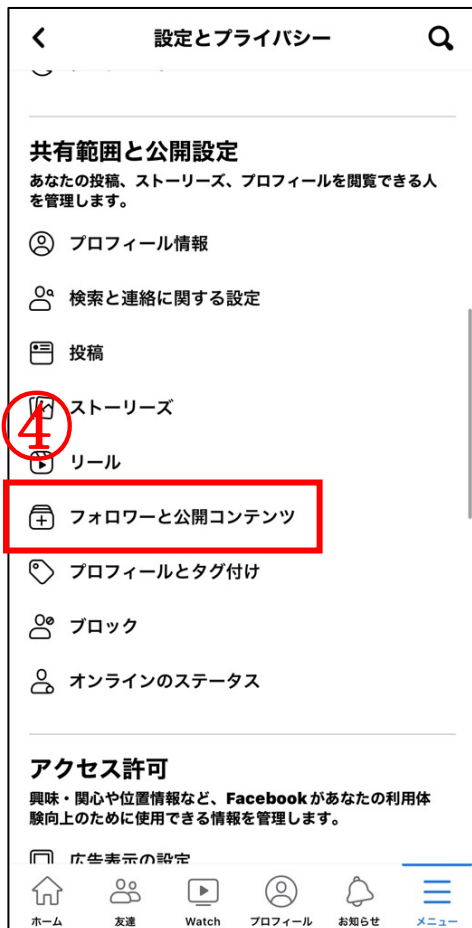 設定とプライバシー
共有範囲と公開設定
あなたの投稿、ストーリーズ、プロフィールを閲覧できる人
を管理します。
プロフィール情報
検索と連絡に関する設定
投稿
ストーリーズ
④
リール
フォロワーと公開コンテンツ
プロフィールとタグ付け
ブロック
オンラインのステータス
アクセス許可
興味・関心や位置情報など、Facebookがあなたの利用体
験向上のために使用できる情報を管理します。
広告表示の設定
ホーム 友達 Watch プロフィール お知らせ メニュー